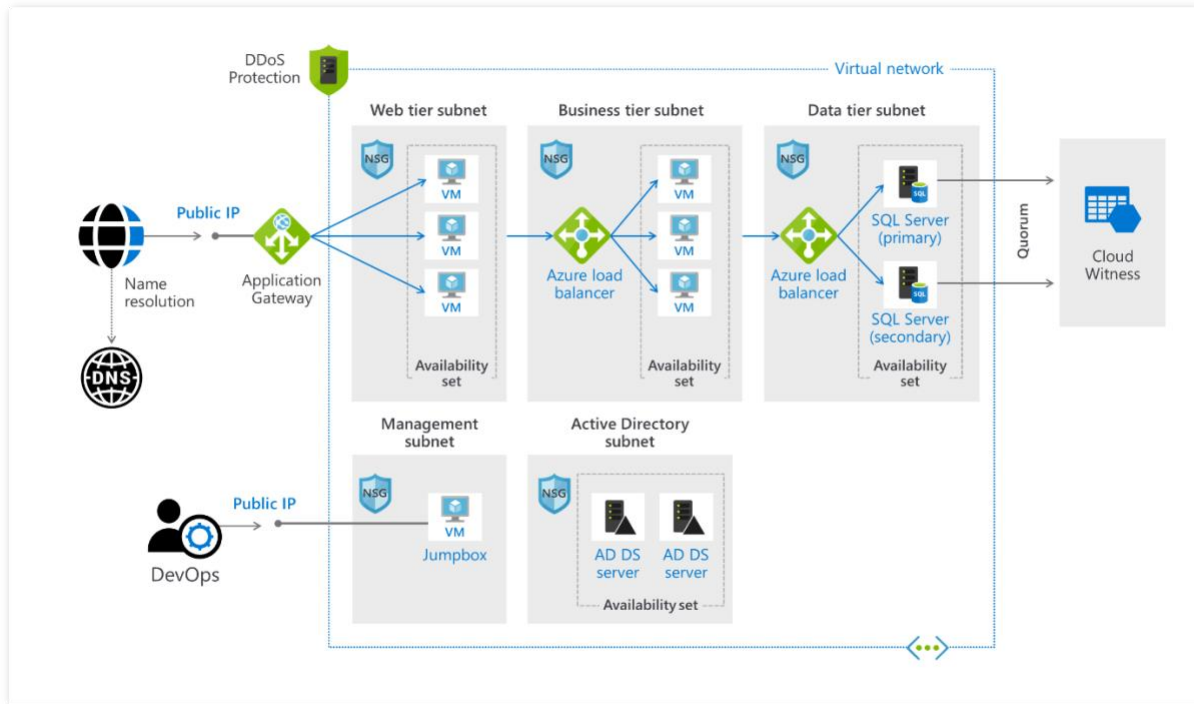 DDoS
Protection
Virtual network
Web tier subnet
Business tier subnet
Data tier subnet
NSG
VM
VM
VM
Availability
set
NSG
Azure load
balancer
VM
VM
VM
Availability
set
NSG
Azure load
balancer
SQL
SQL Server
(primary)
SQL
SQL Server
(secondary)
Availability
set
Quorum
Cloud
Witness
Public IP
Application
Gateway
Name
resolution
DNS
Management
subnet
Active Directory
subnet
Public IP
DevOps
NSG
VM
Jumpbox
NSG
AD DS
server
AD DS
server
Availability set